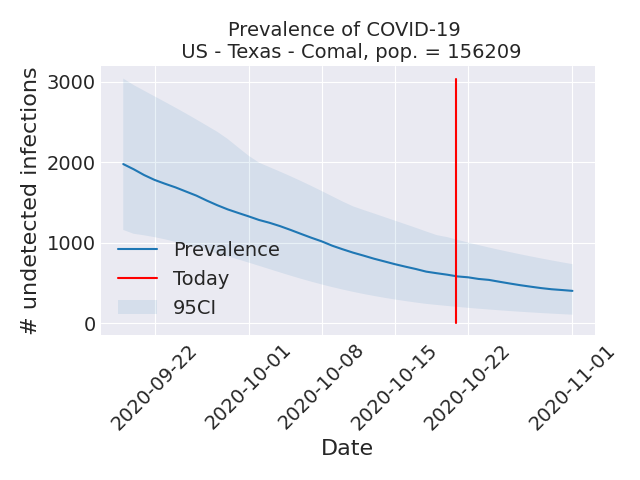 Prevalence of COVID-19
US - Texas - Comal, pop. = 156209
# undetected infections
3000
2000
1000
0
Prevalence
Today
95CI
2020-09-22
2020-10-01
2020-10-08
2020-10-15
2020-10-22
2020-11-01
Date